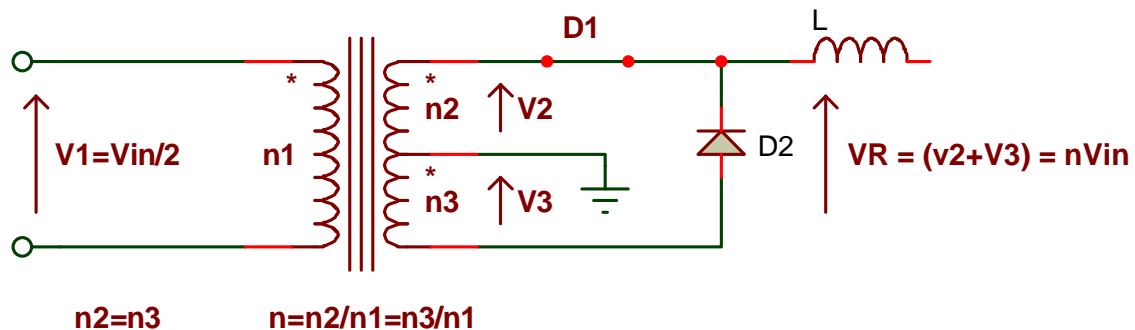 L
D1
*
*
n2
V2
V1=Vin/2
n1
D2
VR = (v2+V3) = nVin
*
n3
V3
n2=n3
n=n2/n1=n3/n1